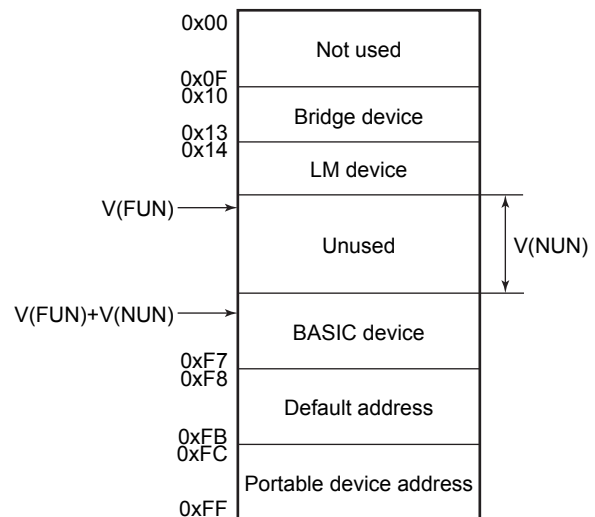 0x00
Not used
0x0F
0x10
Bridge device
0x13
0x14
LM device
V(FUN)
Unused
V(NUN)
V(FUN)+V(NUN)
BASIC device
0xF7
0xF8
Default address
0xFB
0xFC
Portable device address
0xFF